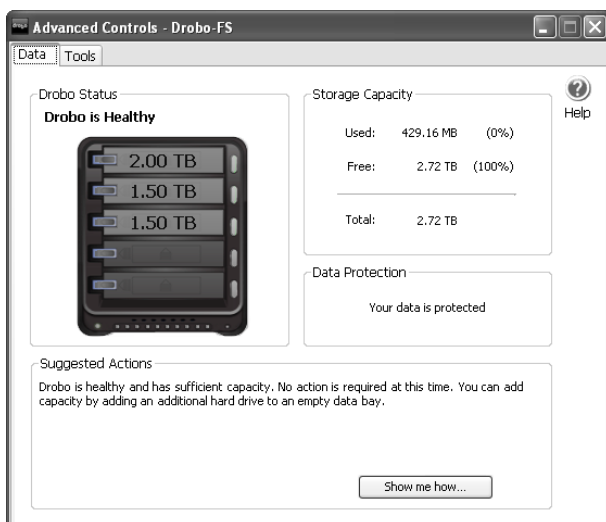 Advanced Controls - Drobo-FS
Data
Tools
Drobo Status
Drobo is Healthy
2.00 TB
1.50 TB
1.50 TB
Storage Capacity
Used: 429.16 MB (0%)
Free: 2.72 TB (100%)
Total: 2.72 TB
Help
Data Protection
Your data is protected
Suggested Actions
Drobo is healthy and has sufficient capacity. No action is required at this time. You can add
capacity by adding an additional hard drive to an empty data bay.
Show me how...